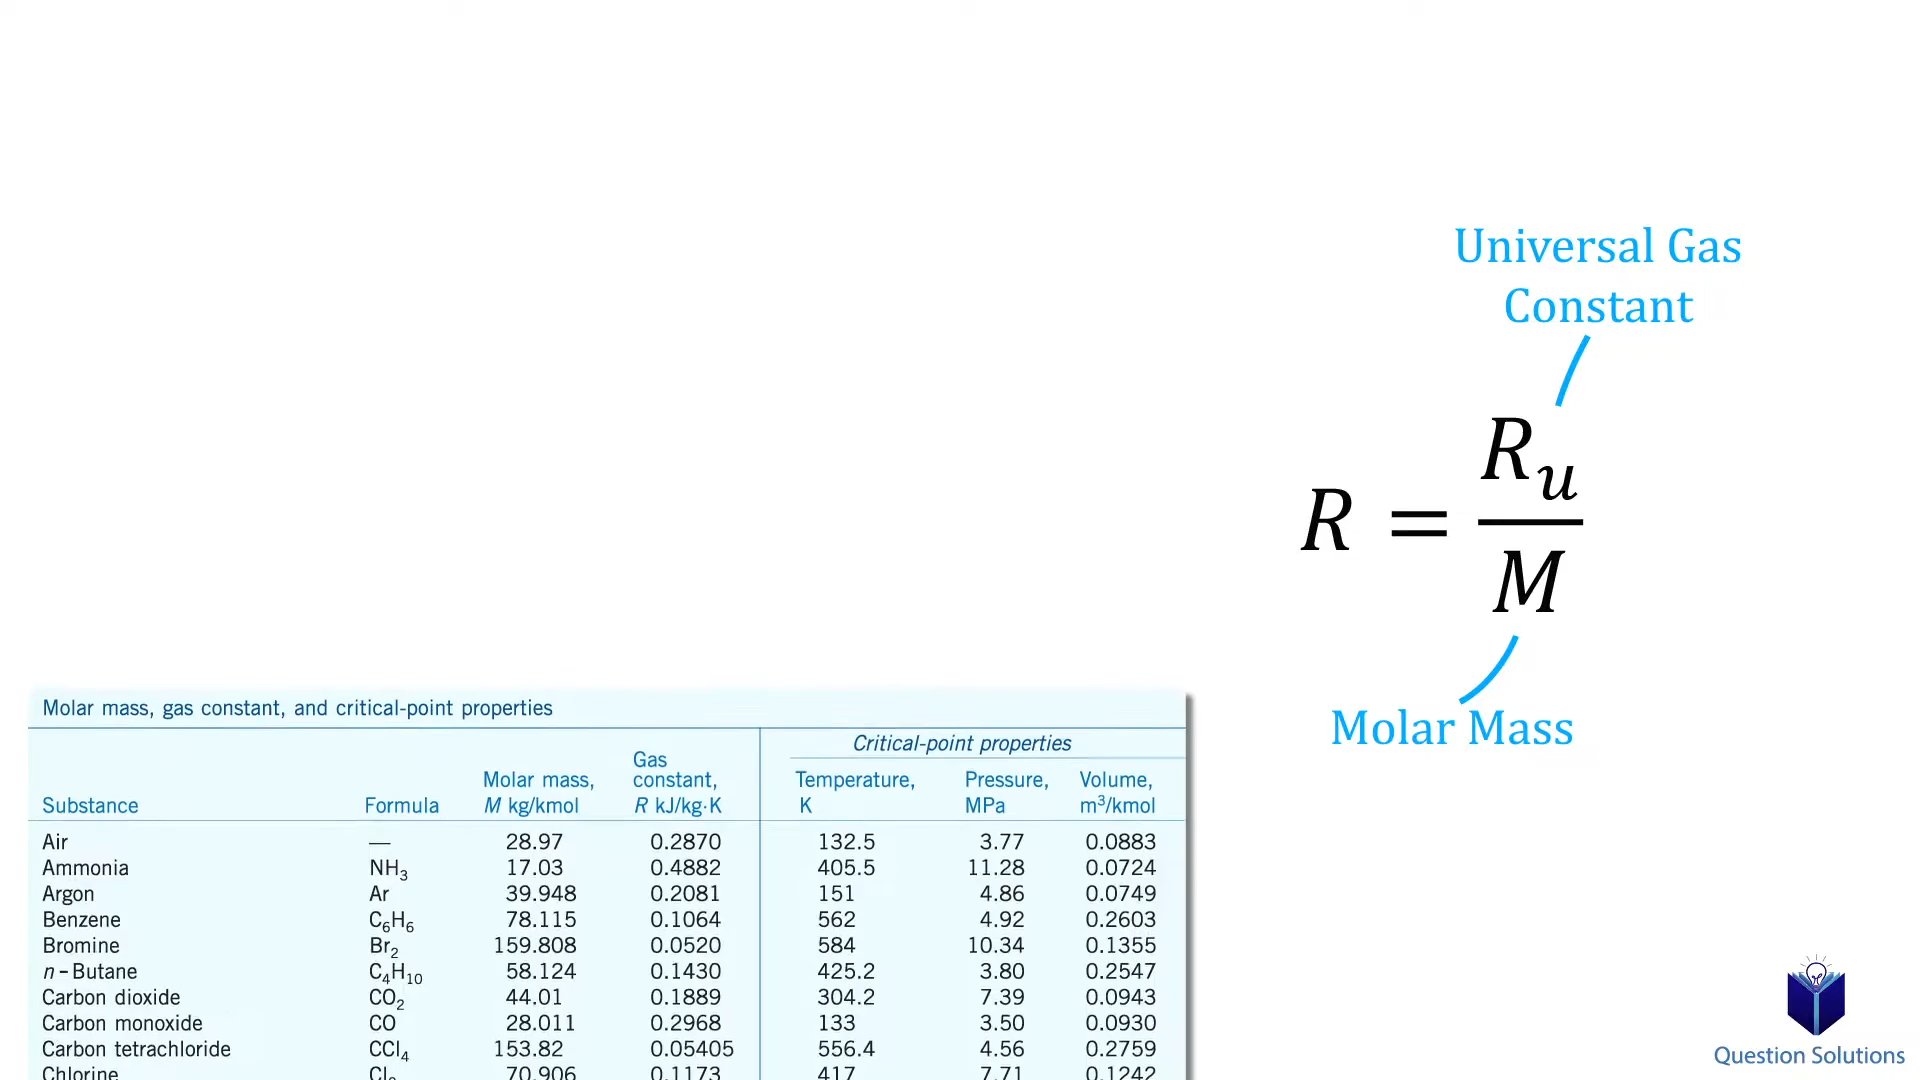 Universal Gas
Constant
R = R_u / M
Molar Mass
Molar mass, gas constant, and critical-point properties
Critical-point properties
Gas
Molar mass, constant, Temperature, Pressure, Volume,
Substance Formula M kg/kmol R kJ/kg·K K MPa m³/kmol
Air — 28.97 0.2870 132.5 3.77 0.0883
Ammonia NH₃ 17.03 0.4882 405.5 11.28 0.0724
Argon Ar 39.948 0.2081 151 4.86 0.0749
Benzene C₆H₆ 78.115 0.1064 562 4.92 0.2603
Bromine Br₂ 159.808 0.0520 584 10.34 0.1355
n-Butane C₄H₁₀ 58.124 0.1430 425.2 3.80 0.2547
Carbon dioxide CO₂ 44.01 0.1889 304.2 7.39 0.0943
Carbon monoxide CO 28.011 0.2968 133 3.50 0.0930
Carbon tetrachloride CCl₄ 153.82 0.05405 556.4 4.56 0.2759
Chlorine Cl₂ 70.906 0.1173 417 7.71 0.1242
Question Solutions